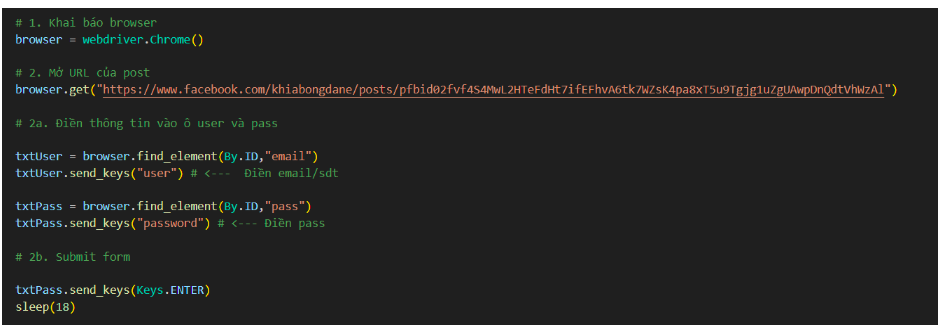 # 1. Khai báo browser
browser = webdriver.Chrome()
# 2. Mở URL của post
browser.get("https://www.facebook.com/khiabongdane/posts/pfbid02fvf4S4MwL2HTeFdHt7ifEFhvA6tk7WZsK4pa8xT5u9Tgjg1uZgUAwpDnQdtVhWzAl")
# 2a. Điền thông tin vào ô user và pass
txtUser = browser.find_element(By.ID,"email")
txtUser.send_keys("user") # <---  Điền email/sdt
txtPass = browser.find_element(By.ID,"pass")
txtPass.send_keys("password") # <--- Điền pass
# 2b. Submit form
txtPass.send_keys(Keys.ENTER)
sleep(18)